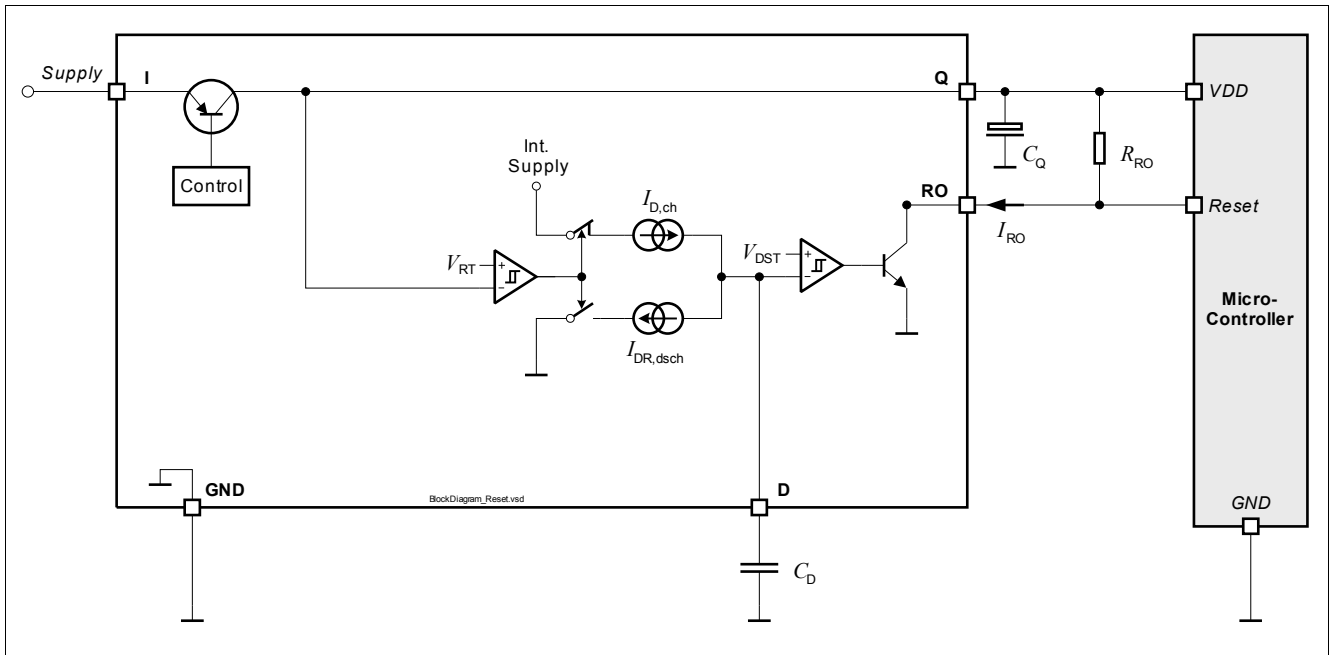 Supply
I
Q
VDD
Control
Int.
Supply
C_Q
R_RO
RO
I_D,ch
Reset
I_RO
V_RT
+
−
V_DST
+
−
Micro-
Controller
I_DR,dsch
GND
BlockDiagram_Reset.vsd
D
GND
C_D